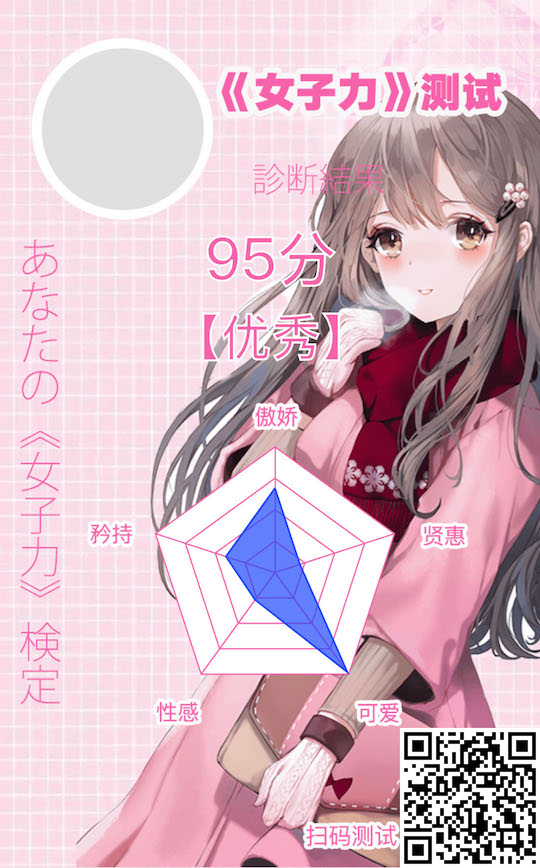 《女子力》测试
診断結果
95分
【优秀】
あなたの《女子力》検定
傲娇
矜持
贤惠
性感
可爱
扫码测试